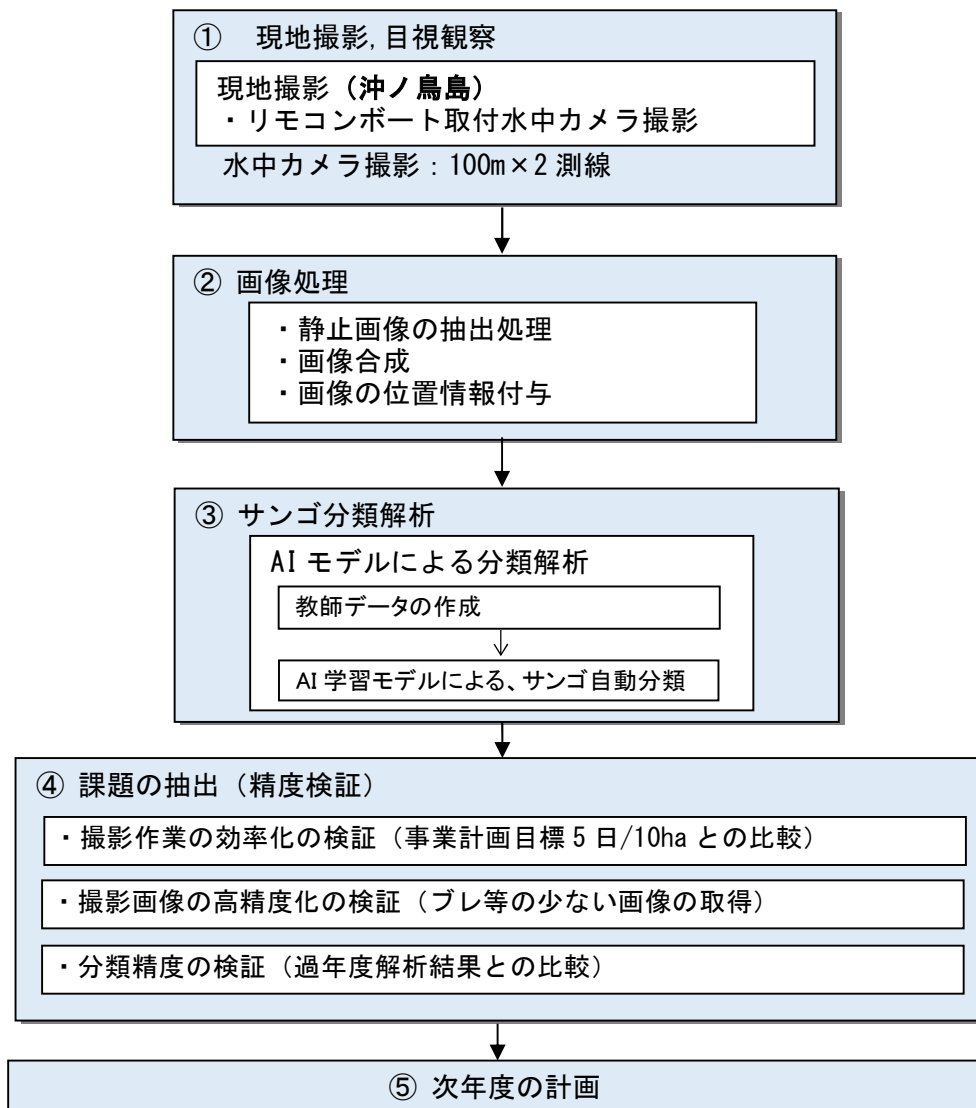 ① 現地撮影,目視観察
現地撮影（沖ノ鳥島）
・リモコンボート取付水中カメラ撮影
水中カメラ撮影：100m×2 測線
② 画像処理
・静止画像の抽出処理
・画像合成
・画像の位置情報付与
③ サンゴ分類解析
AI モデルによる分類解析
教師データの作成
AI 学習モデルによる、サンゴ自動分類
④ 課題の抽出（精度検証）
・撮影作業の効率化の検証（事業計画目標 5 日/10ha との比較）
・撮影画像の高精度化の検証（ブレ等の少ない画像の取得）
・分類精度の検証（過年度解析結果との比較）
⑤ 次年度の計画